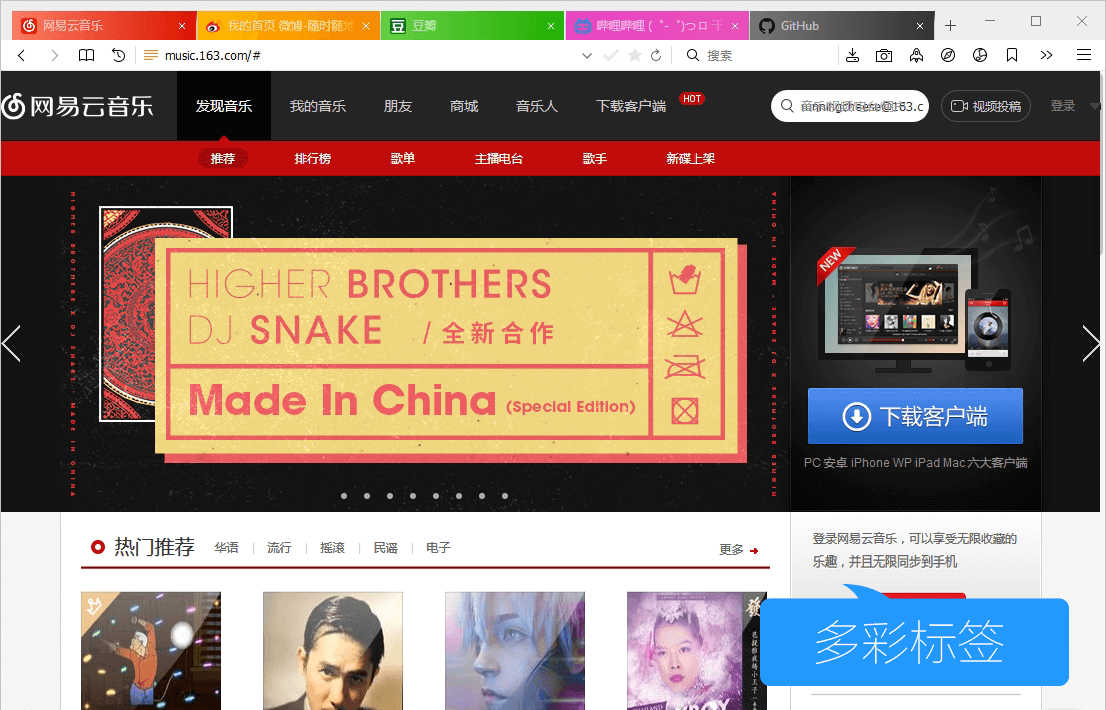 网易云音乐
我的首页 微博-随时随地
豆瓣
哔哩哔哩 ( ゜- ゜)つロ 干
GitHub
music.163.com/#
搜索
网易云音乐
发现音乐
我的音乐
朋友
商城
音乐人
下载客户端
HOT
视频投稿
登录
推荐
排行榜
歌单
主播电台
歌手
新碟上架
HIGHER BROTHERS
DJ SNAKE / 全新合作
Made In China (Special Edition)
HIGHER BROTHERS X DJ SNAKE - MADE IN CHINA
HIGHER BROTHERS X DJ SNAKE - MADE IN CHINA
NEW
下载客户端
PC 安卓 iPhone WP iPad Mac 六大客户端
热门推荐
华语
流行
摇滚
民谣
电子
更多
登录网易云音乐，可以享受无限收藏的
乐趣，并且无限同步到手机
多彩标签